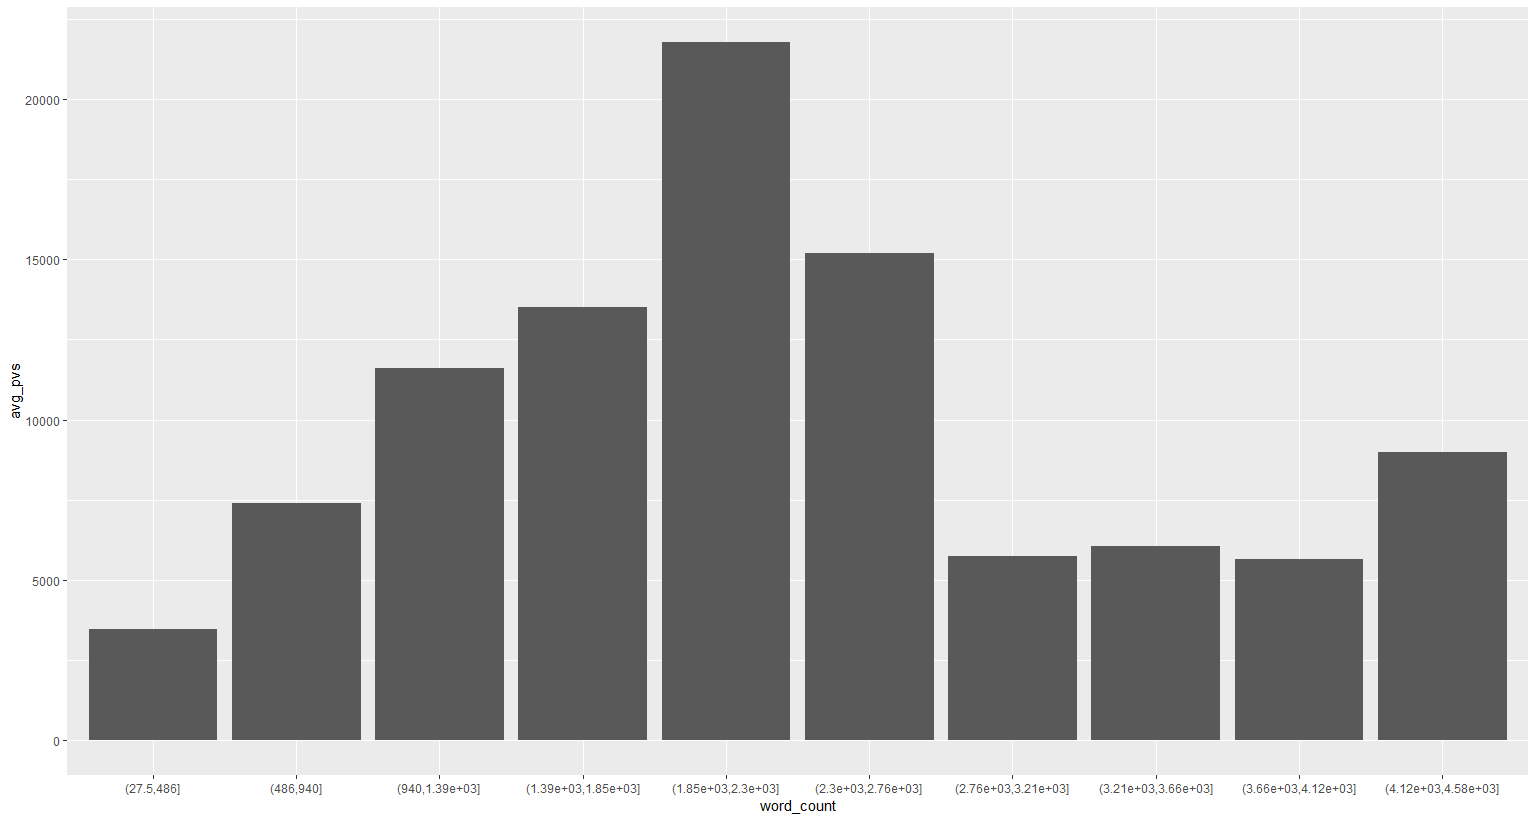 avg_pvs
20000
15000
10000
5000
0
(27.5,486]
(486,940]
(940,1.39e+03]
(1.39e+03,1.85e+03]
(1.85e+03,2.3e+03]
(2.3e+03,2.76e+03]
(2.76e+03,3.21e+03]
(3.21e+03,3.66e+03]
(3.66e+03,4.12e+03]
(4.12e+03,4.58e+03]
word_count